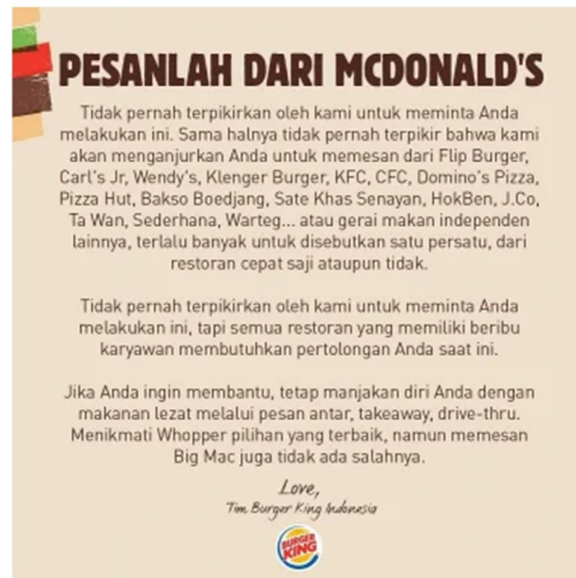 PESANLAH DARI MCDONALD'S
Tidak pernah terpikirkan oleh kami untuk meminta Anda
melakukan ini. Sama halnya tidak pernah terpikir bahwa kami
akan menganjurkan Anda untuk memesan dari Flip Burger,
Carl's Jr, Wendy's, Klenger Burger, KFC, CFC, Domino's Pizza,
Pizza Hut, Bakso Boedjang, Sate Khas Senayan, HokBen, J.Co,
Ta Wan, Sederhana, Warteg... atau gerai makan independen
lainnya, terlalu banyak untuk disebutkan satu persatu, dari
restoran cepat saji ataupun tidak.
Tidak pernah terpikirkan oleh kami untuk meminta Anda
melakukan ini, tapi semua restoran yang memiliki beribu
karyawan membutuhkan pertolongan Anda saat ini.
Jika Anda ingin membantu, tetap manjakan diri Anda dengan
makanan lezat melalui pesan antar, takeaway, drive-thru.
Menikmati Whopper pilihan yang terbaik, namun memesan
Big Mac juga tidak ada salahnya.
Love,
Tim Burger King Indonesia
BURGER
KING